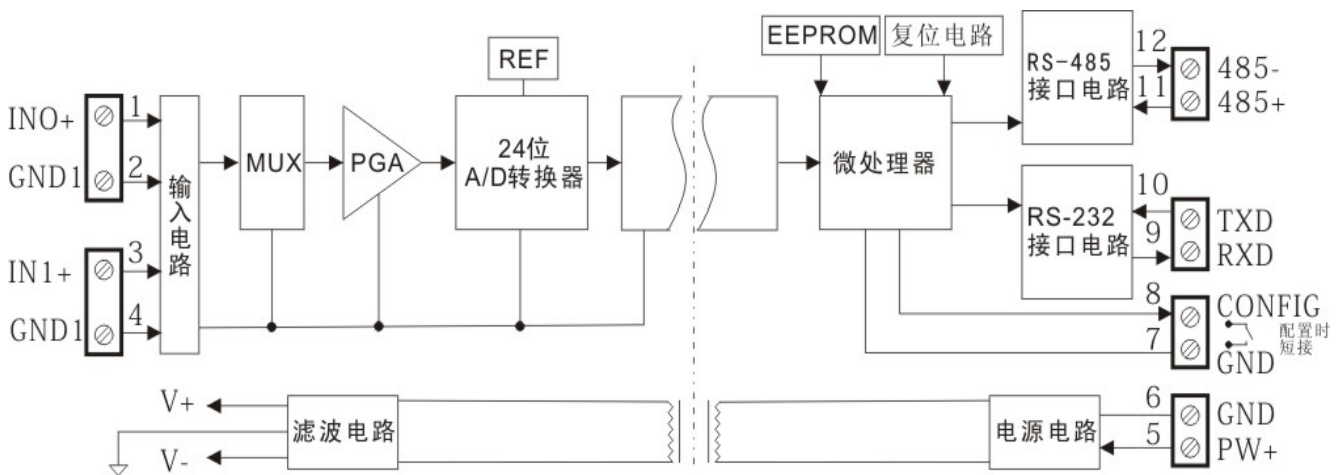 EEPROM
复位电路
REF
RS-485
接口电路
12
11
485-
485+
INO+
1
GND1
2
输入电路
MUX
PGA
24位
A/D转换器
微处理器
RS-232
接口电路
10
9
TXD
RXD
IN1+
3
GND1
4
8
7
CONFIG
配置时
短接
GND
V+
V-
滤波电路
电源电路
6
5
GND
PW+